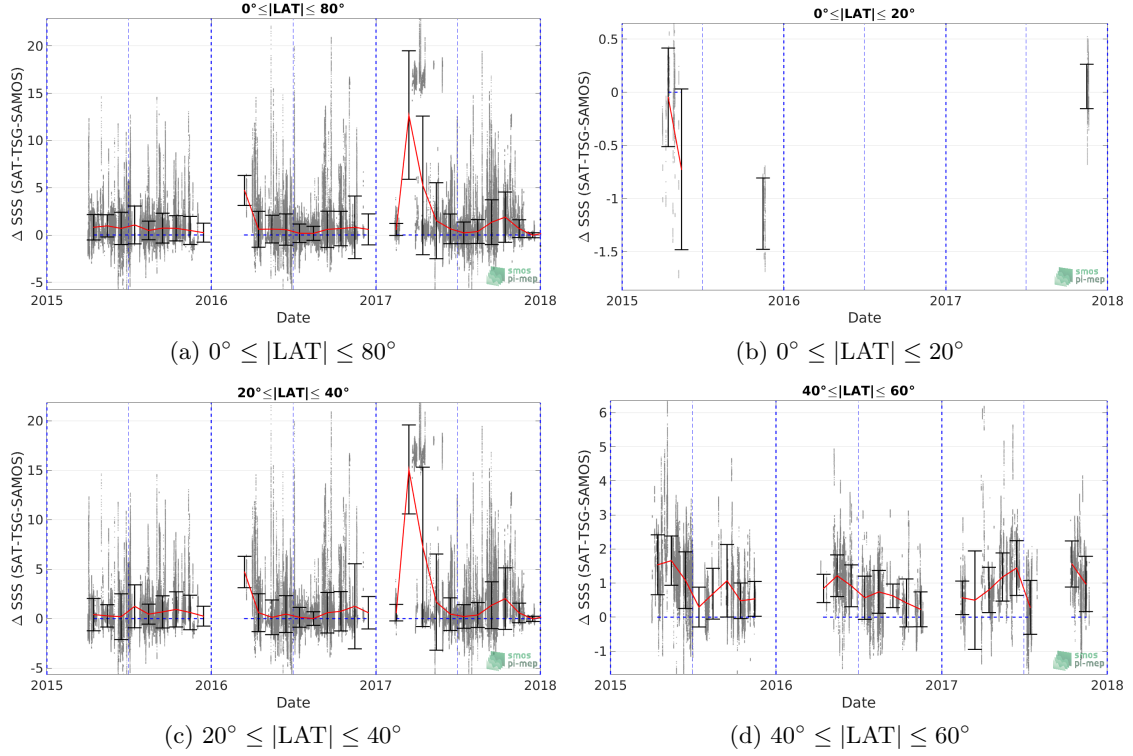 0°≤|LAT|≤ 80°
Δ SSS (SAT-TSG-SAMOS)
20
15
10
5
0
-5
2015
2016
2017
2018
Date
smos
pi-mep
(a) 0° ≤ |LAT| ≤ 80°
0°≤|LAT|≤ 20°
Δ SSS (SAT-TSG-SAMOS)
0.5
0
-0.5
-1
-1.5
2015
2016
2017
2018
Date
smos
pi-mep
(b) 0° ≤ |LAT| ≤ 20°
20°≤|LAT|≤ 40°
Δ SSS (SAT-TSG-SAMOS)
20
15
10
5
0
-5
2015
2016
2017
2018
Date
smos
pi-mep
(c) 20° ≤ |LAT| ≤ 40°
40°≤|LAT|≤ 60°
Δ SSS (SAT-TSG-SAMOS)
6
5
4
3
2
1
0
-1
2015
2016
2017
2018
Date
smos
pi-mep
(d) 40° ≤ |LAT| ≤ 60°